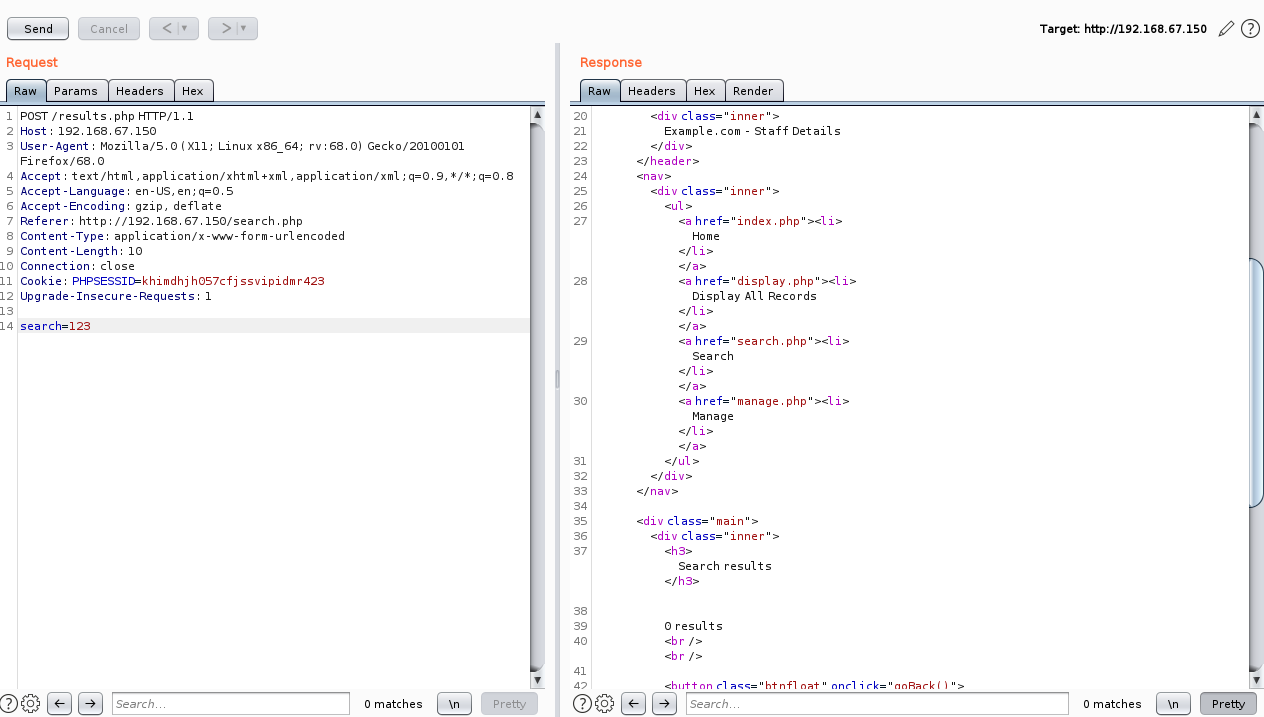 Send
Cancel
<
>
Target: http://192.168.67.150
?
Request
Raw
Params
Headers
Hex
1 POST /results.php HTTP/1.1
2 Host: 192.168.67.150
3 User-Agent: Mozilla/5.0 (X11; Linux x86_64; rv:68.0) Gecko/20100101
Firefox/68.0
4 Accept: text/html,application/xhtml+xml,application/xml;q=0.9,*/*;q=0.8
5 Accept-Language: en-US,en;q=0.5
6 Accept-Encoding: gzip, deflate
7 Referer: http://192.168.67.150/search.php
8 Content-Type: application/x-www-form-urlencoded
9 Content-Length: 10
10 Connection: close
11 Cookie: PHPSESSID=khimdhjh057cfjssvipidmr423
12 Upgrade-Insecure-Requests: 1
13
14 search=123
?
Search...
0 matches
\n
Pretty
Response
Raw
Headers
Hex
Render
20 <div class="inner">
21 Example.com - Staff Details
22 </div>
23 </header>
24 <nav>
25 <div class="inner">
26 <ul>
27 <a href="index.php"><li>
Home
</li>
</a>
28 <a href="display.php"><li>
Display All Records
</li>
</a>
29 <a href="search.php"><li>
Search
</li>
</a>
30 <a href="manage.php"><li>
Manage
</li>
</a>
31 </ul>
32 </div>
33 </nav>
34
35 <div class="main">
36 <div class="inner">
37 <h3>
Search results
</h3>
38
39 0 results
40 <br />
<br />
41
42 <button class="btnfloat" onclick="goBack()">
?
Search...
0 matches
\n
Pretty